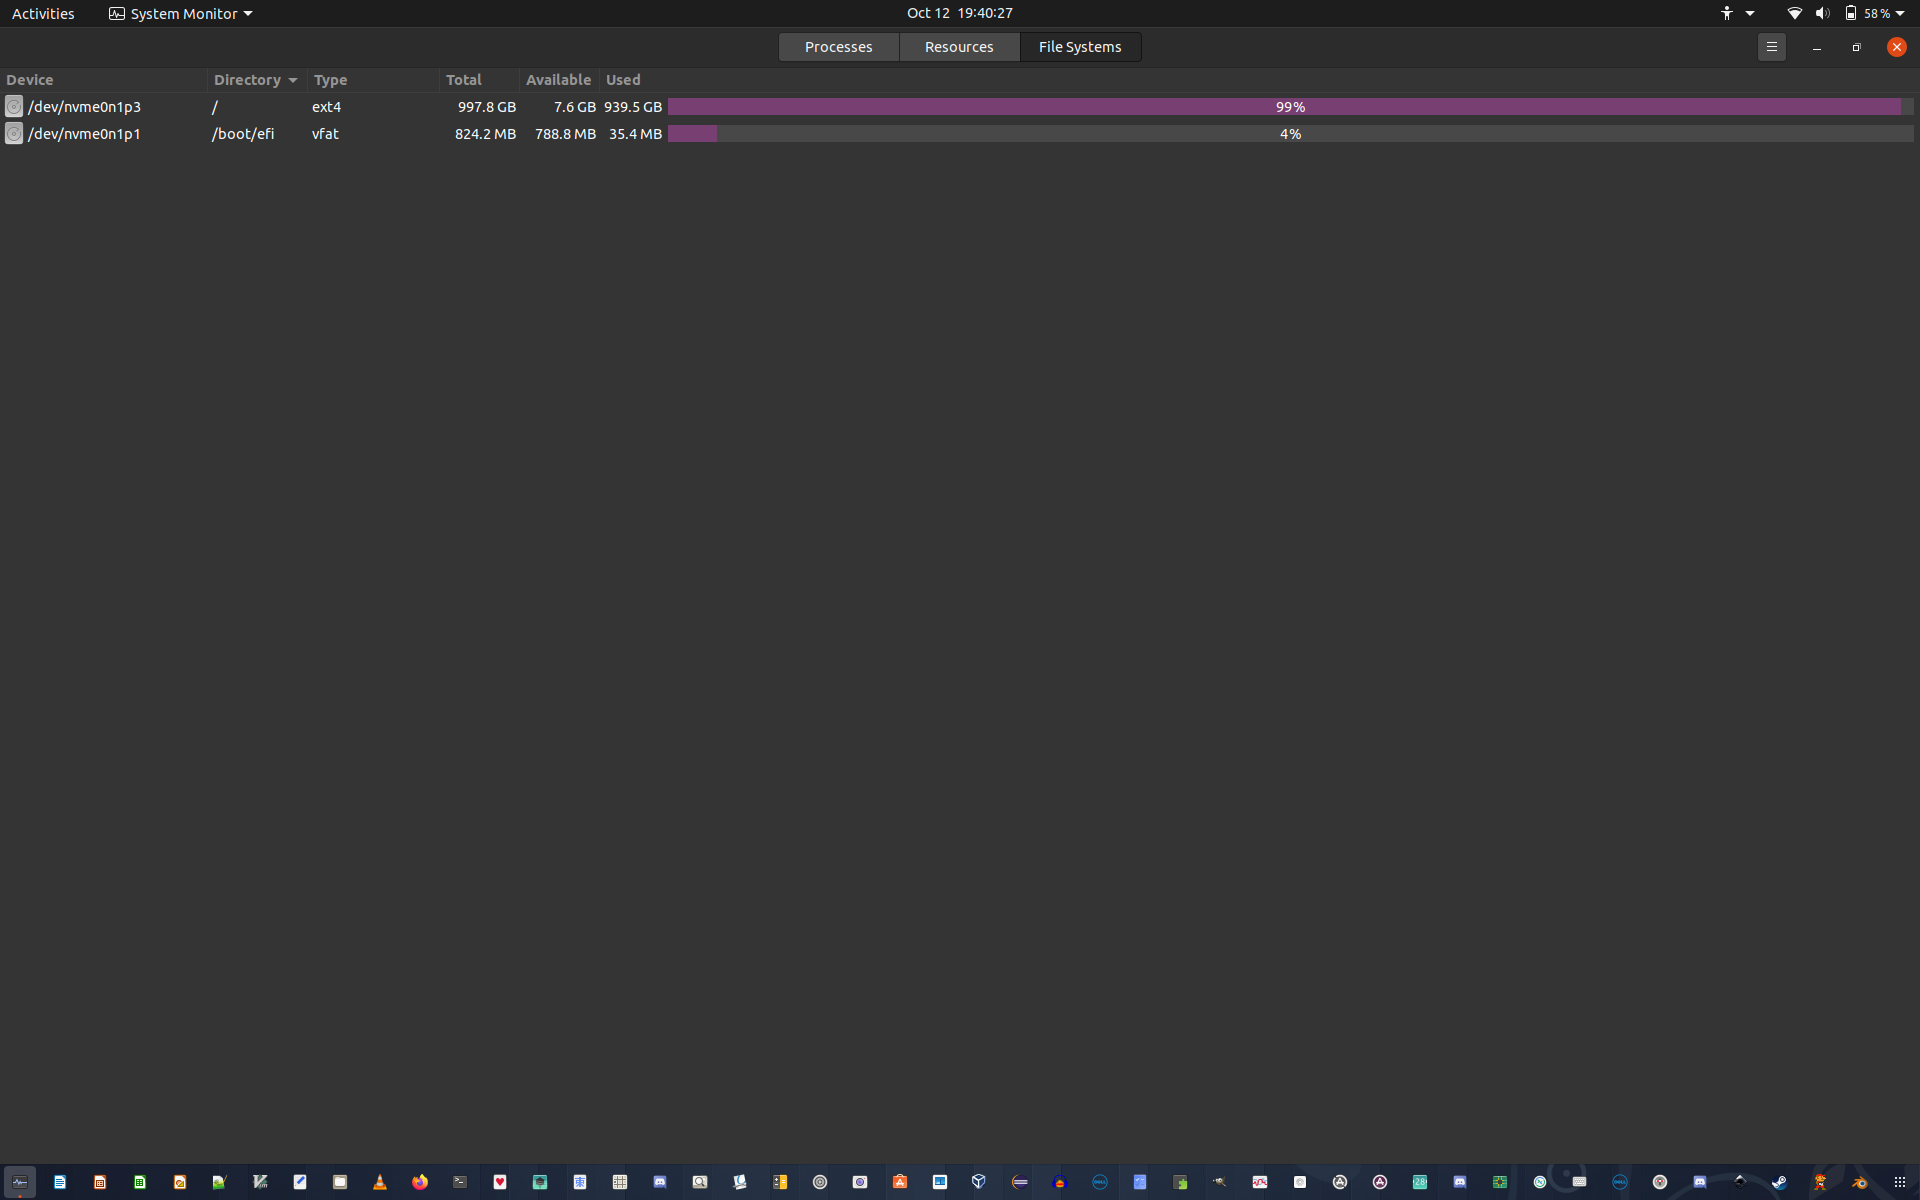 Activities System Monitor Oct 12 19:40:27 58 %
Processes Resources File Systems
Device Directory Type Total Available Used
/dev/nvme0n1p3 / ext4 997.8 GB 7.6 GB 939.5 GB 99%
/dev/nvme0n1p1 /boot/efi vfat 824.2 MB 788.8 MB 35.4 MB 4%